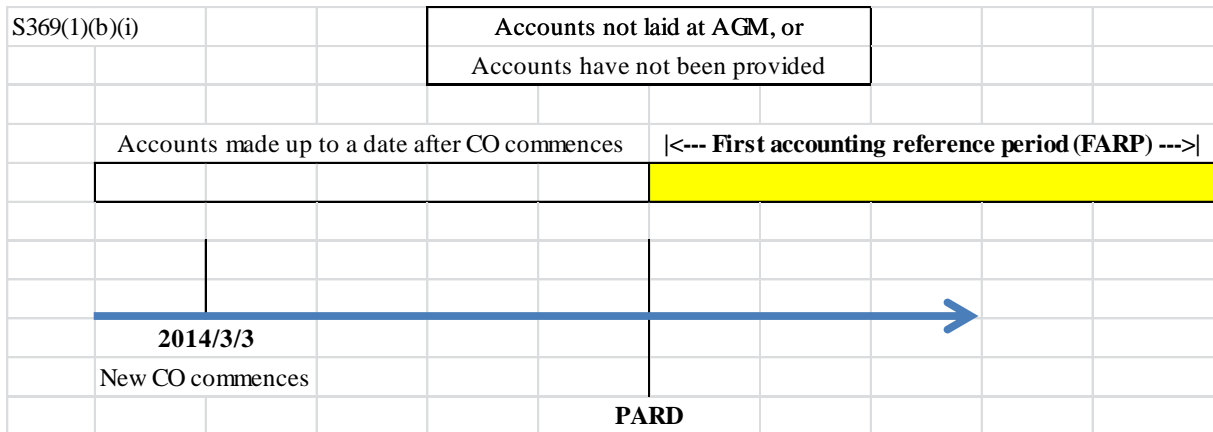 S369(1)(b)(i)
Accounts not laid at AGM, or
Accounts have not been provided
Accounts made up to a date after CO commences
|<--- First accounting reference period (FARP) --->|
2014/3/3
New CO commences
PARD